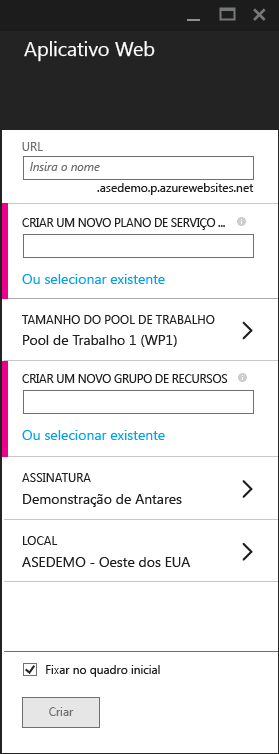 Aplicativo Web
URL
Insira o nome
.asedemo.p.azurewebsites.net
CRIAR UM NOVO PLANO DE SERVIÇO ...
Ou selecionar existente
TAMANHO DO POOL DE TRABALHO
Pool de Trabalho 1 (WP1)
CRIAR UM NOVO GRUPO DE RECURSOS
Ou selecionar existente
ASSINATURA
Demonstração de Antares
LOCAL
ASEDEMO - Oeste dos EUA
Fixar no quadro inicial
Criar